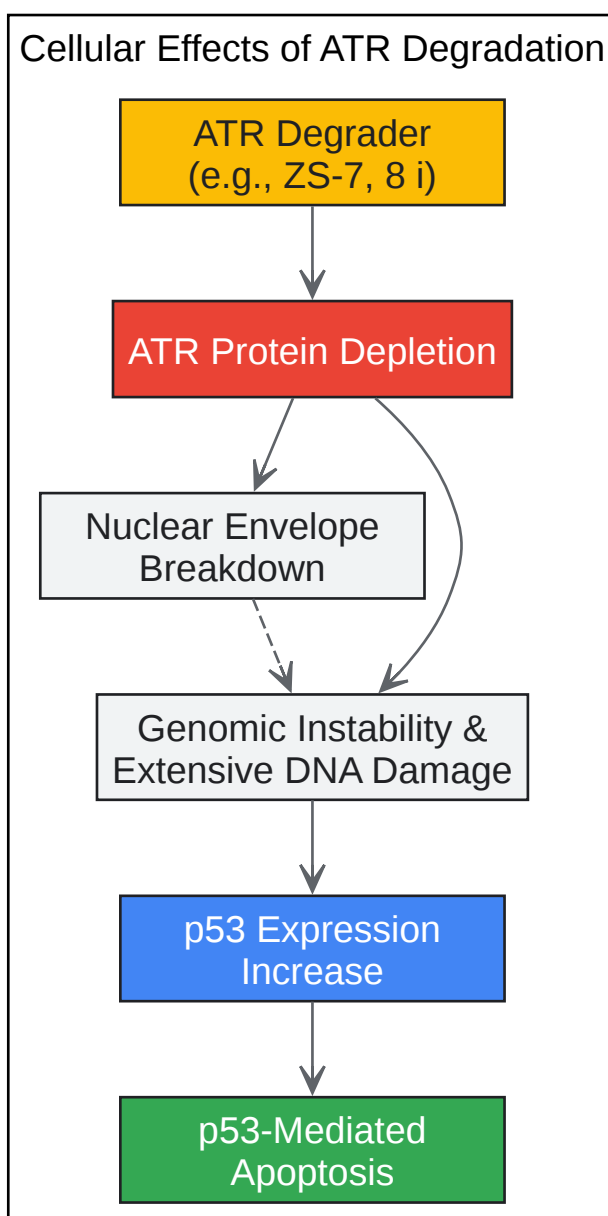 Cellular Effects of ATR Degradation
ATR Degrader
(e.g., ZS-7, 8 i)
ATR Protein Depletion
Nuclear Envelope
Breakdown
Genomic Instability &
Extensive DNA Damage
p53 Expression
Increase
p53-Mediated
Apoptosis